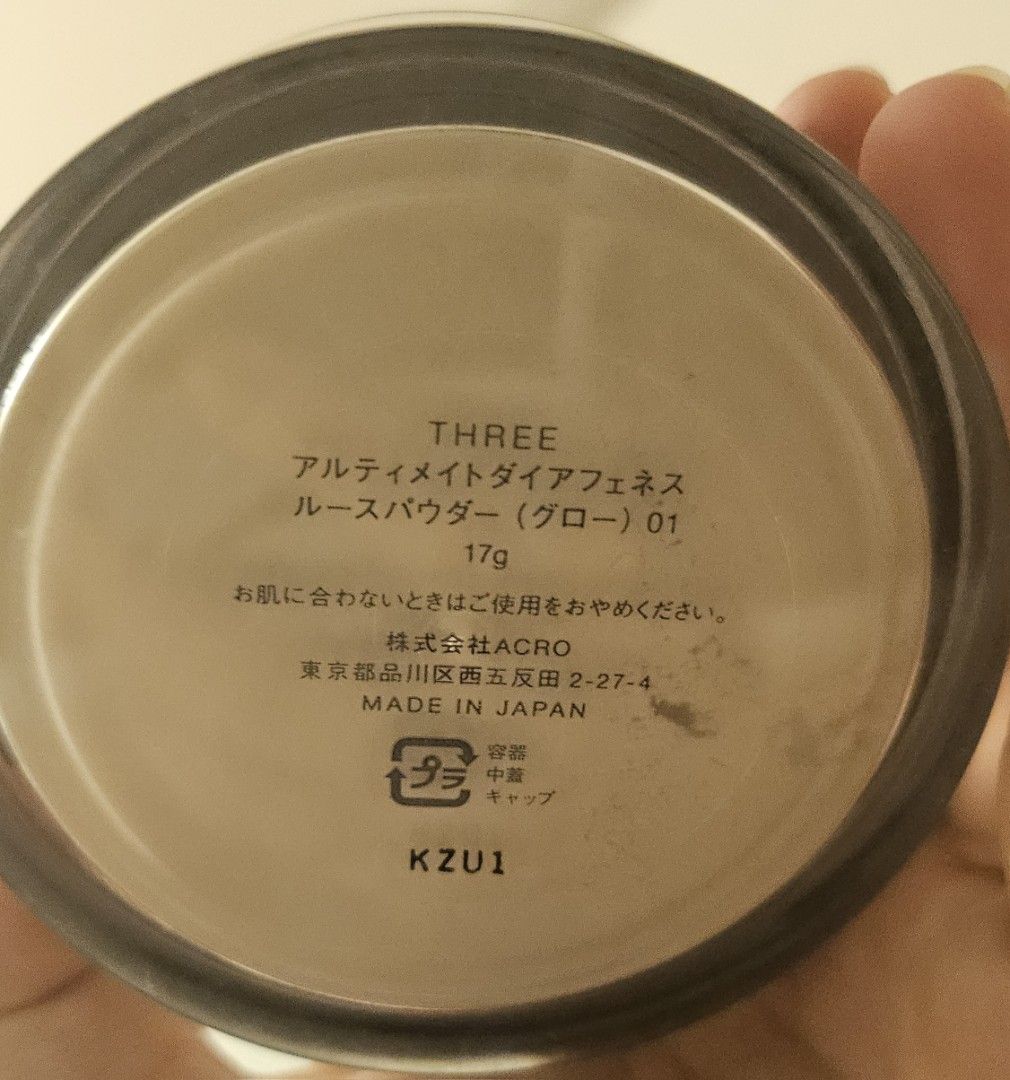 THREE
アルティメイトダイアフェネス
ルースパウダー（グロー）01
17g
お肌に合わないときはご使用をおやめください。
株式会社ACRO
東京都品川区西五反田 2-27-4
MADE IN JAPAN
プラ
容器
中蓋
キャップ
KZU1